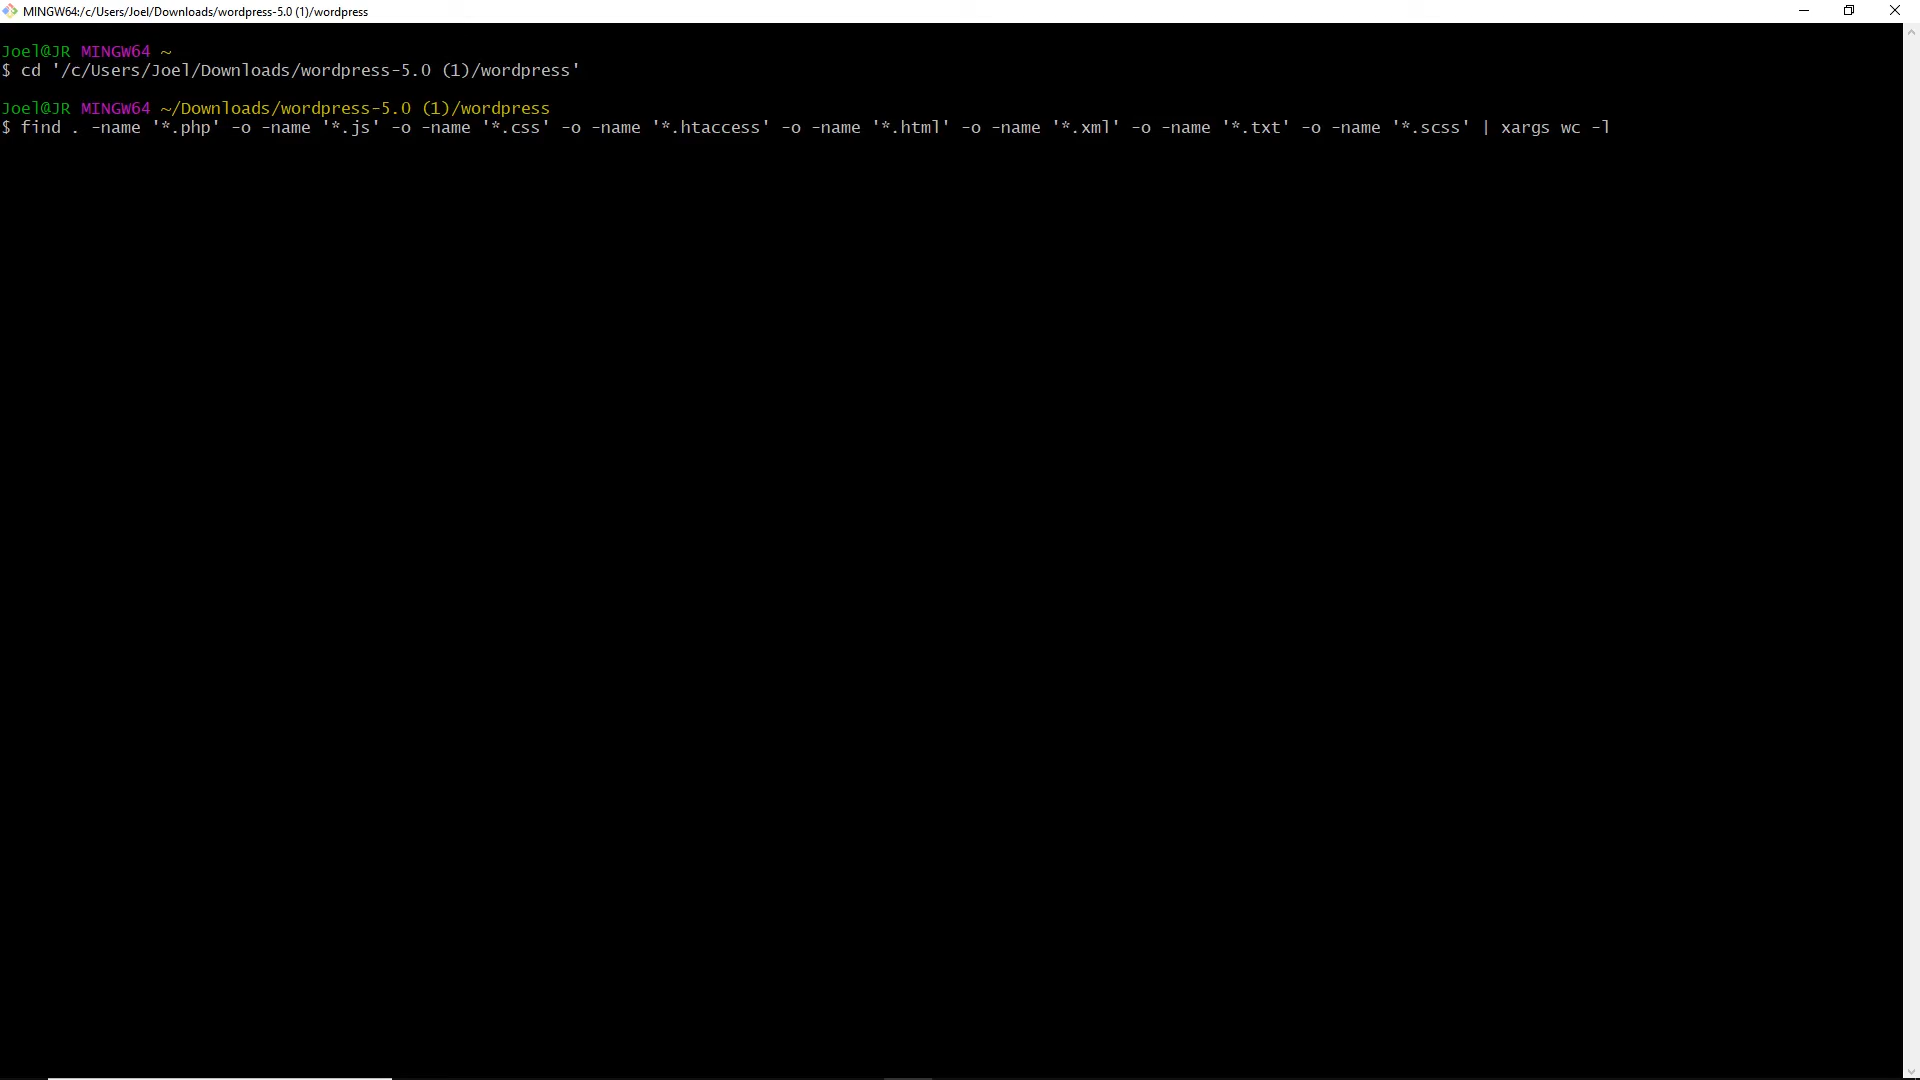 MINGW64:/c/Users/Joel/Downloads/wordpress-5.0 (1)/wordpress
Joel@JR MINGW64 ~
$ cd '/c/Users/Joel/Downloads/wordpress-5.0 (1)/wordpress'
Joel@JR MINGW64 ~/Downloads/wordpress-5.0 (1)/wordpress
$ find . -name '*.php' -o -name '*.js' -o -name '*.css' -o -name '*.htaccess' -o -name '*.html' -o -name '*.xml' -o -name '*.txt' -o -name '*.scss' | xargs wc -l